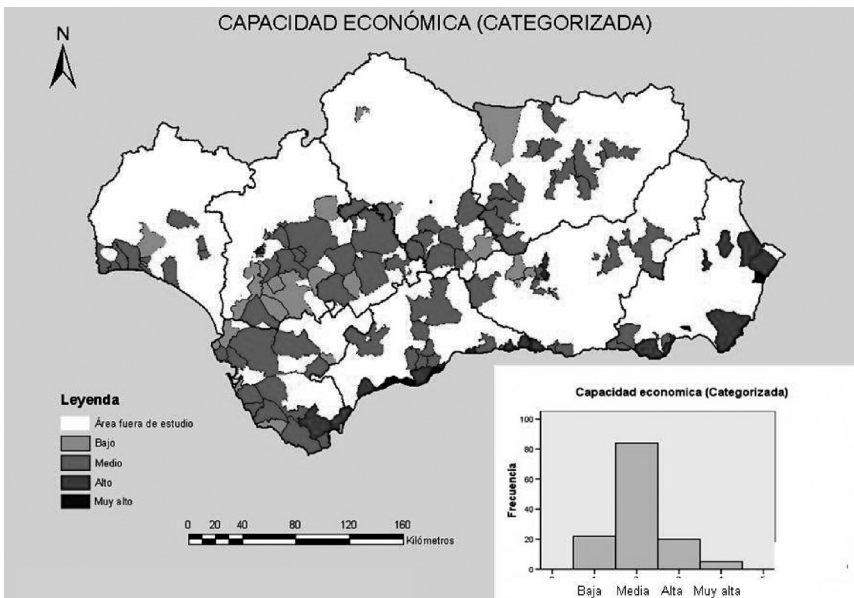 CAPACIDAD ECONÓMICA (CATEGORIZADA)
N
Leyenda
Área fuera de estudio
Bajo
Medio
Alto
Muy alto
0 20 40 80 120 160
Kilómetros
Capacidad economica (Categorizada)
Frecuencia
100
80
60
40
20
0
Baja Media Alta Muy alta